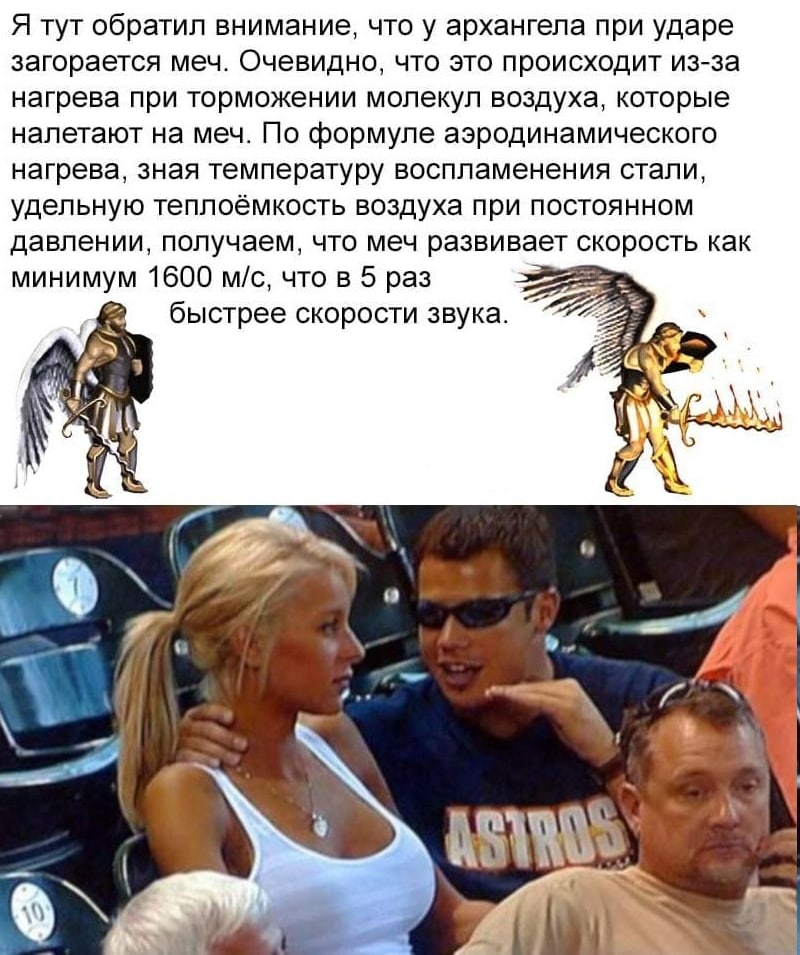 Я тут обратил внимание, что у архангела при ударе
загорается меч. Очевидно, что это происходит из-за
нагрева при торможении молекул воздуха, которые
налетают на меч. По формуле аэродинамического
нагрева, зная температуру воспламенения стали,
удельную теплоёмкость воздуха при постоянном
давлении, получаем, что меч развивает скорость как
минимум 1600 м/с, что в 5 раз
быстрее скорости звука.
7
ASTROS
10